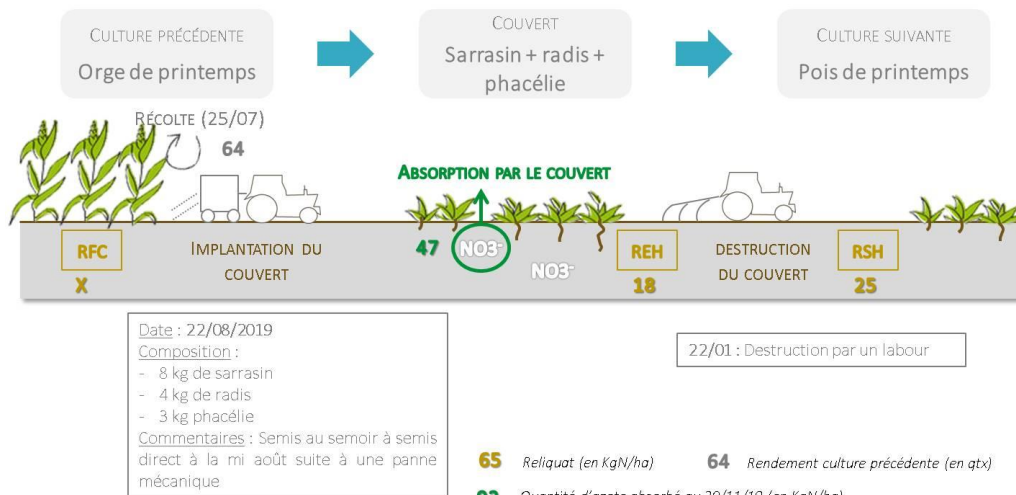 CULTURE PRÉCÉDENTE
Orge de printemps
COUVERT
Sarrasin + radis +
phacélie
CULTURE SUIVANTE
Pois de printemps
RÉCOLTE (25/07)
64
ABSORPTION PAR LE COUVERT
RFC
X
IMPLANTATION DU
COUVERT
47
NO3-
NO3-
REH
18
DESTRUCTION
DU COUVERT
RSH
25
Date : 22/08/2019
Composition :
- 8 kg de sarrasin
- 4 kg de radis
- 3 kg phacélie
Commentaires : Semis au semoir à semis
direct à la mi août suite à une panne
mécanique
22/01 : Destruction par un labour
65 Reliquat (en KgN/ha)
64 Rendement culture précédente (en qtx)